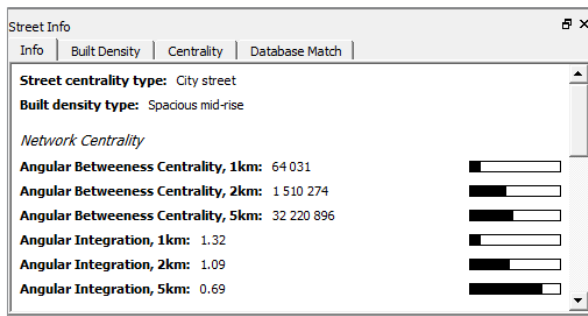 Street Info
Info Built Density Centrality Database Match
Street centrality type: City street
Built density type: Spacious mid-rise
Network Centrality
Angular Betweeness Centrality, 1km: 64 031
Angular Betweeness Centrality, 2km: 1 510 274
Angular Betweeness Centrality, 5km: 32 220 896
Angular Integration, 1km: 1.32
Angular Integration, 2km: 1.09
Angular Integration, 5km: 0.69